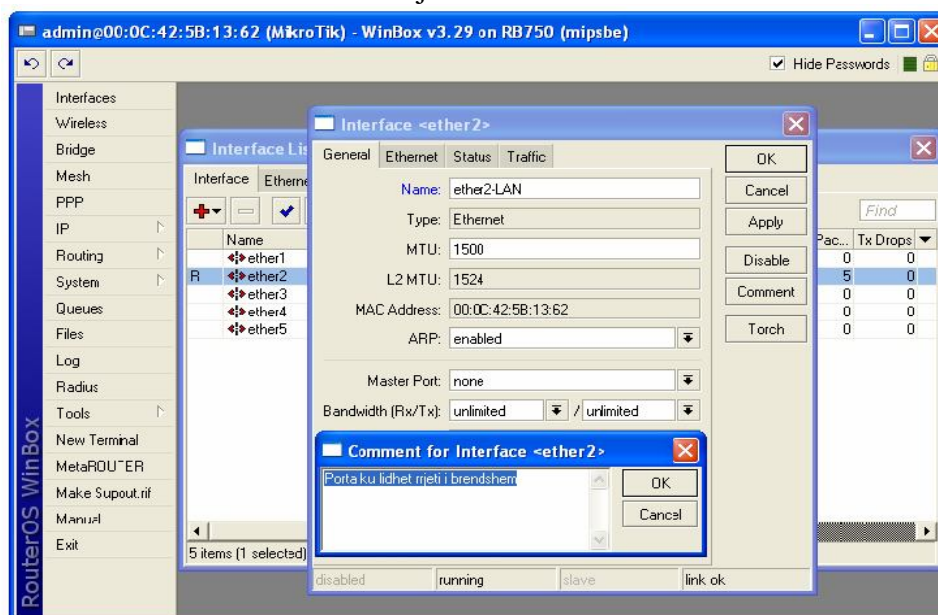 admin@00:0C:42:5B:13:62 (MikroTik) - WinBox v3.29 on RB750 (mipsbe)
Hide Passwords
RouterOS WinBox
Interfaces
Wireless
Bridge
Mesh
PPP
IP
Routing
System
Queues
Files
Log
Radius
Tools
New Terminal
MetaROUTER
Make Supout.rif
Manual
Exit
Interface Lis
Interface Etherne
Find
Name Pac... Tx Drops
ether1 0 0
R ether2 5 0
ether3 0 0
ether4 0 0
ether5 0 0
5 items (1 selected)
Interface <ether2>
General Ethernet Status Traffic
Name: ether2-LAN
Type: Ethernet
MTU: 1500
L2 MTU: 1524
MAC Address: 00:0C:42:5B:13:62
ARP: enabled
Master Port: none
Bandwidth (Rx/Tx): unlimited / unlimited
OK
Cancel
Apply
Disable
Comment
Torch
Comment for Interface <ether2>
Porta ku lidhet rrjeti i brendshem
OK
Cancel
disabled running slave link ok